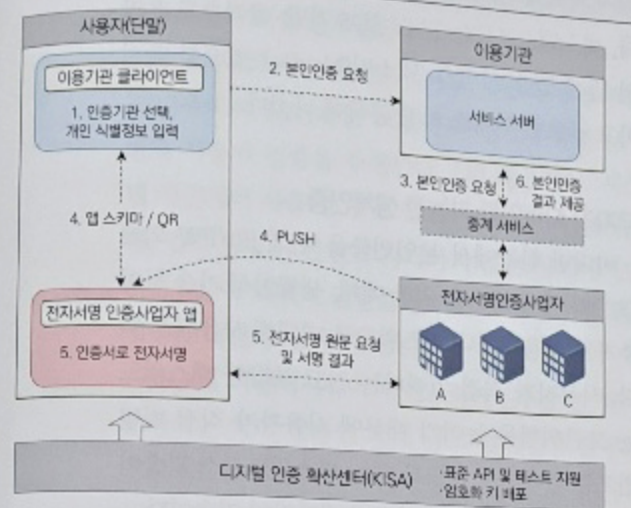 사용자(단말)
이용기관 클라이언트
1. 인증기관 선택,
개인 식별정보 입력
2. 본인인증 요청
이용기관
서비스 서버
3. 본인인증 요청
6. 본인인증
결과 제공
중계 서비스
4. 앱 스키마 / QR
4. PUSH
전자서명 인증사업자 앱
5. 인증서로 전자서명
5. 전자서명 원문 요청
및 서명 결과
전자서명인증사업자
A B C
디지털 인증 확산센터(KISA)
·표준 API 및 테스트 지원
·암호화 키 배포